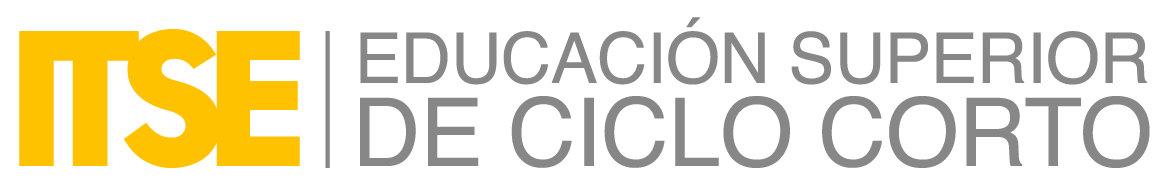 ITSE
EDUCACIÓN SUPERIOR
DE CICLO CORTO